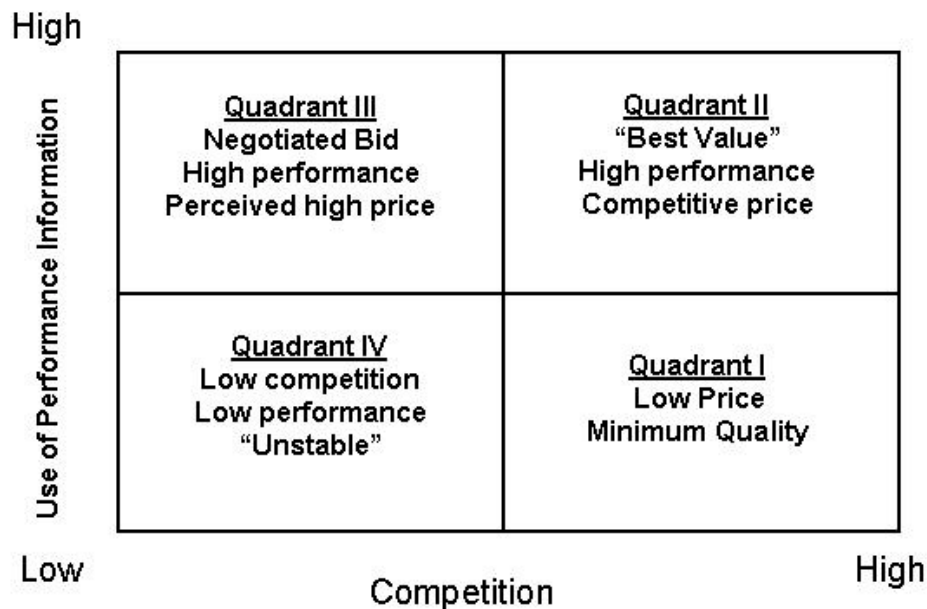 High
Use of Performance Information
Quadrant III
Negotiated Bid
High performance
Perceived high price
Quadrant II
“Best Value”
High performance
Competitive price
Quadrant IV
Low competition
Low performance
“Unstable”
Quadrant I
Low Price
Minimum Quality
Low
Competition
High